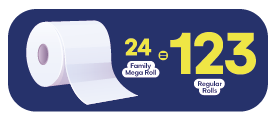 24 = 123
Family
Mega Roll
Regular
Rolls